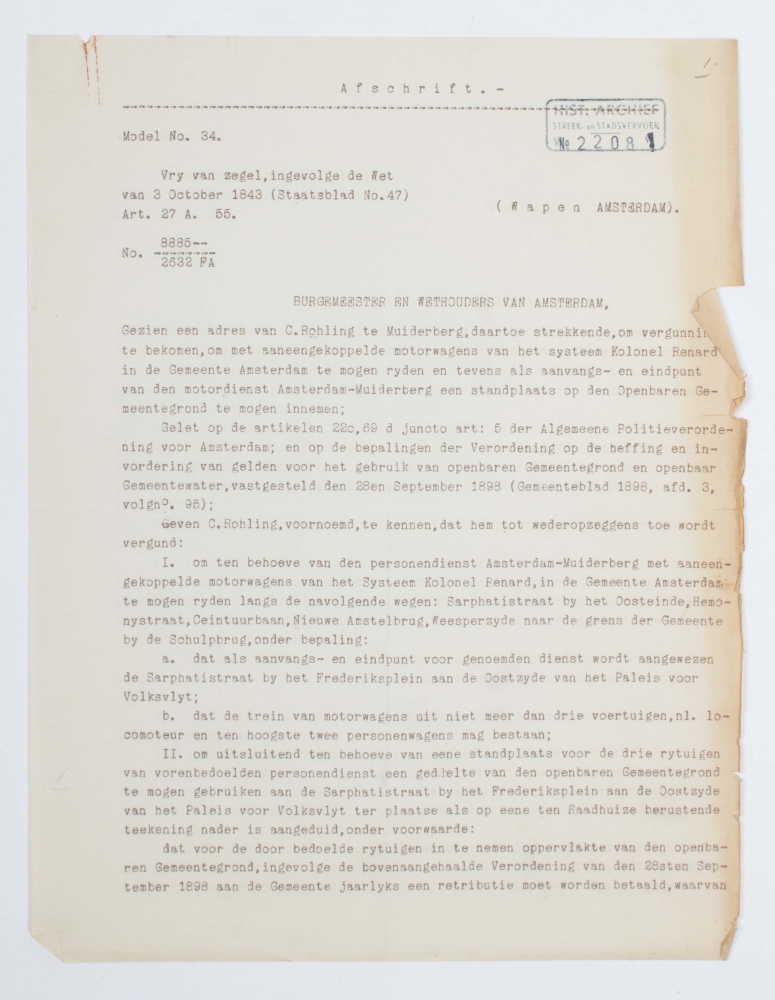 1.
Afschrift.-
INST. ARCHIEF
STREEK- en STADSVERVOER
No 22081
Model No. 34.
Vry van zegel,ingevolge de Wet
van 3 October 1843 (Staatsblad No.47)
Art. 27 A. 55.
(Wapen AMSTERDAM).
8885--
No. --------
2632 FA
BURGEMEESTER EN WETHOUDERS VAN AMSTERDAM,
Gezien een adres van C.Rohling te Muiderberg,daartoe strekkende,om vergunnin
te bekomen,om met aaneengekoppelde motorwagens van het systeem Kolonel Renard
in de Gemeente Amsterdam te mogen ryden en tevens als aanvangs- en eindpunt
van den motordienst Amsterdam-Muiderberg een standplaats op den Openbaren Ge-
meentegrond te mogen innemen;
Gelet op de artikelen 22c,69 d juncto art: 5 der Algemeene Politieverorde-
ning voor Amsterdam; en op de bepalingen der Verordening op de heffing en in-
vordering van gelden voor het gebruik van openbaren Gemeentegrond en openbaar
Gemeentewater,vastgesteld den 28en September 1898 (Gemeenteblad 1898, afd. 3,
volgno. 95);
Geven C.Rohling,voornoemd,te kennen,dat hem tot wederopzeggens toe wordt
vergund:
I. om ten behoeve van den personendienst Amsterdam-Muiderberg met aaneen-
gekoppelde motorwagens van het Systeem Kolonel Renard,in de Gemeente Amsterdam
te mogen ryden langs de navolgende wegen: Sarphatistraat by het Oosteinde,Hemo-
nystraat,Ceintuurbaan,Nieuwe Amstelbrug,Weesperzyde naar de grens der Gemeente
by de Schulpbrug,onder bepaling:
a. dat als aanvangs- en eindpunt voor genoemden dienst wordt aangewezen
de Sarphatistraat by het Frederiksplein aan de Oostzyde van het Paleis voor
Volksvlyt;
b. dat de trein van motorwagens uit niet meer dan drie voertuigen,nl. lo-
comoteur en ten hoogste twee personenwagens mag bestaan;
II. om uitsluitend ten behoeve van eene standplaats voor de drie rytuigen
van vorenbedoelden personendienst een gedhelte van den openbaren Gemeentegrond
te mogen gebruiken aan de Sarphatistraat by het Frederiksplein aan de Oostzyde
van het Paleis voor Volksvlyt ter plaatse als op eene ten Raadhuize berustende
teekening nader is aangeduid,onder voorwaarde:
dat voor de door bedoelde rytuigen in te nemen oppervlakte van den openba-
ren Gemeentegrond,ingevolge de bovenaangehaalde Verordening van den 28sten Sep-
tember 1898 aan de Gemeente jaarlyks een retributie moet worden betaald,waarvan